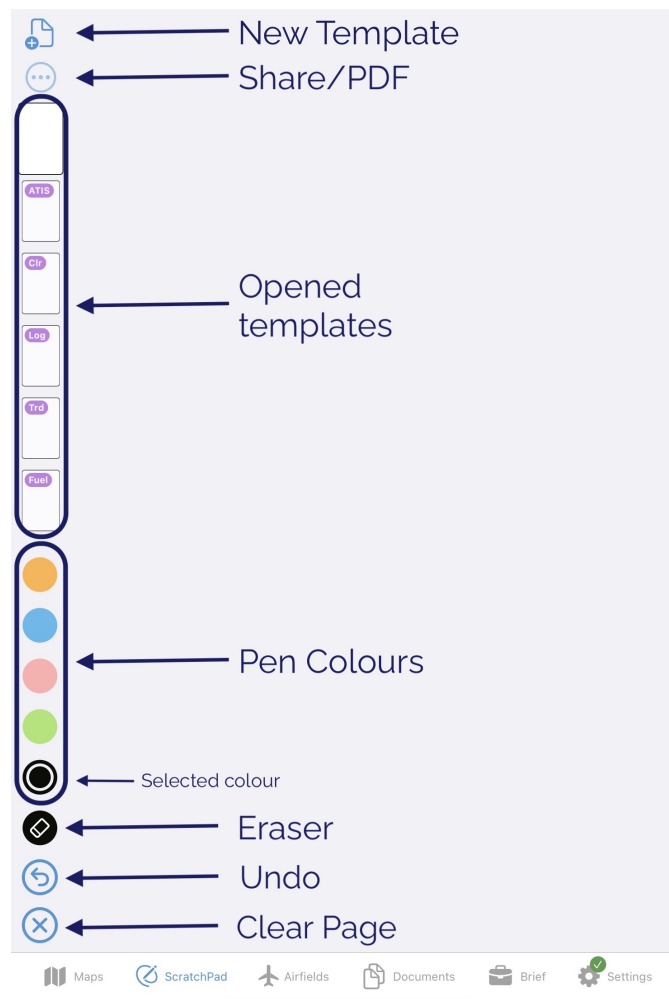 New Template
Share/PDF
ATIS
Clr
Opened
templates
Log
Trd
Fuel
Pen Colours
Selected colour
Eraser
Undo
Clear Page
Maps ScratchPad Airfields Documents Brief Settings